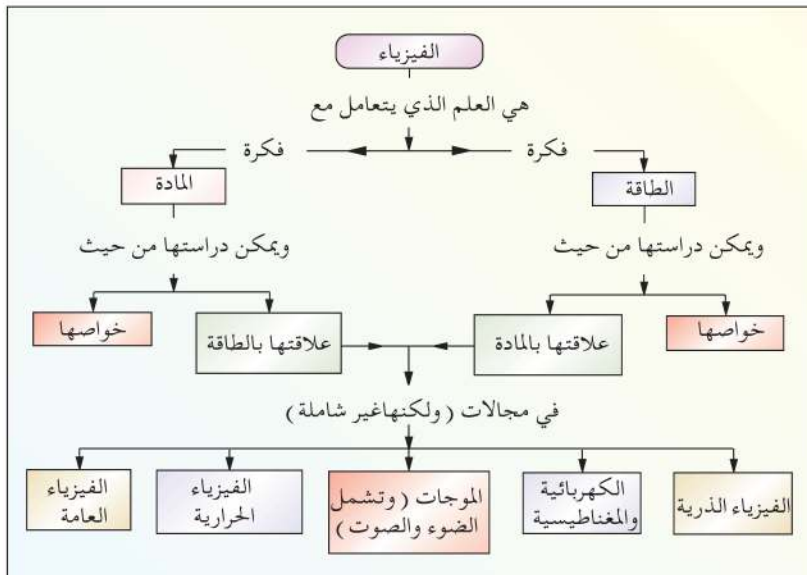 الفيزياء
هي العلم الذي يتعامل مع
فكرة
فكرة
الطاقة
المادة
ويمكن دراستها من حيث
ويمكن دراستها من حيث
خواصها
علاقتها بالمادة
علاقتها بالطاقة
خواصها
في مجالات (ولكنهاغير شاملة)
الفيزياء الذرية
الكهربائية
والمغناطيسية
الموجات (وتشمل
الضوء والصوت)
الفيزياء
الحرارية
الفيزياء
العامة